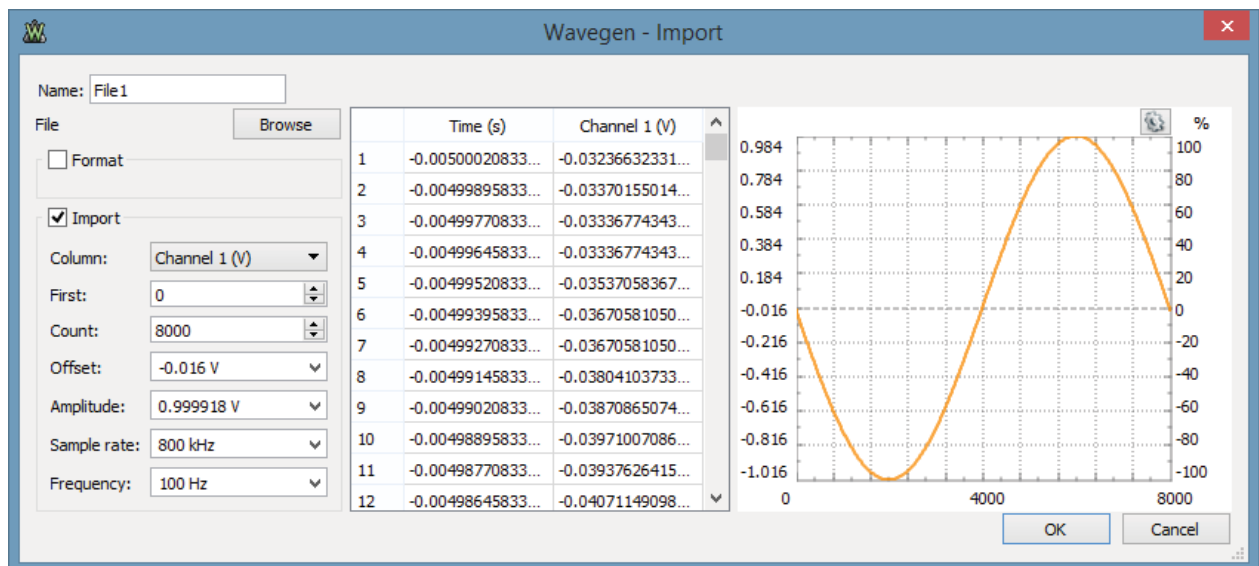 Wavegen - Import
Name: File1
File Browse
Format
Import
Column: Channel 1 (V)
First: 0
Count: 8000
Offset: -0.016 V
Amplitude: 0.999918 V
Sample rate: 800 kHz
Frequency: 100 Hz
Time (s) Channel 1 (V)
1 -0.00500020833... -0.03236632331...
2 -0.00499895833... -0.03370155014...
3 -0.00499770833... -0.03336774343...
4 -0.00499645833... -0.03336774343...
5 -0.00499520833... -0.03537058367...
6 -0.00499395833... -0.03670581050...
7 -0.00499270833... -0.03670581050...
8 -0.00499145833... -0.03804103733...
9 -0.00499020833... -0.03870865074...
10 -0.00498895833... -0.03971007086...
11 -0.00498770833... -0.03937626415...
12 -0.00498645833... -0.04071149098...
%
0.984 100
0.784 80
0.584 60
0.384 40
0.184 20
-0.016 0
-0.216 -20
-0.416 -40
-0.616 -60
-0.816 -80
-1.016 -100
0 4000 8000
OK Cancel